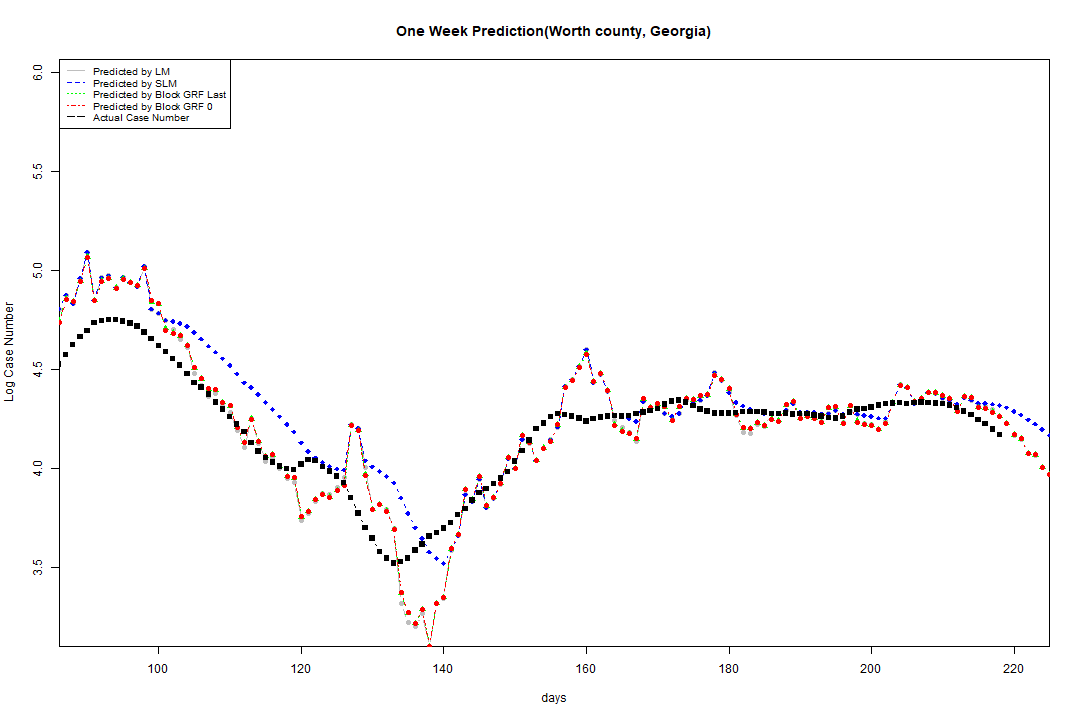 One Week Prediction(Worth county, Georgia)
Predicted by LM
Predicted by SLM
Predicted by Block GRF Last
Predicted by Block GRF 0
Actual Case Number
6.0
5.5
5.0
4.5
4.0
3.5
Log Case Number
100 120 140 160 180 200 220
days